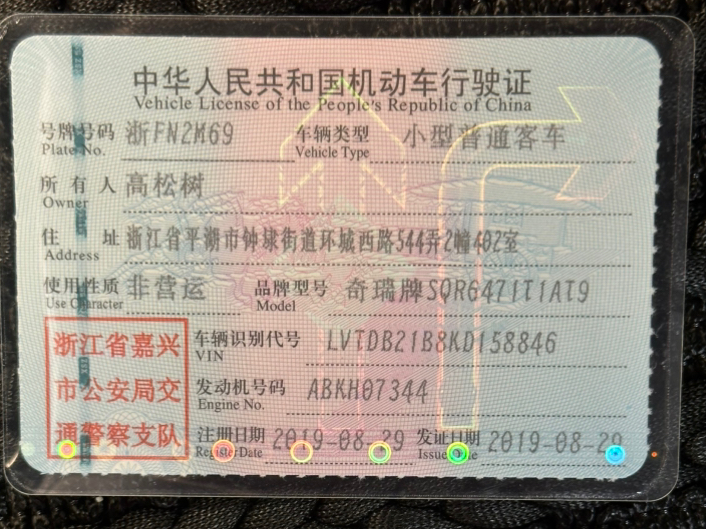 中华人民共和国机动车行驶证
Vehicle License of the People's Republic of China
号牌号码 浙FN2M69 车辆类型 小型普通客车
Plate No. Vehicle Type
所有人 高松树
Owner
住址 浙江省平湖市钟埭街道环城西路544弄2幢402室
Address
使用性质 非营运 品牌型号 奇瑞牌SQR6471T1AT9
Use Character Model
浙江省嘉兴
市公安局交
通警察支队
车辆识别代号 LVTDB21B8KD158846
VIN
发动机号码 ABKH07344
Engine No.
注册日期 2019-08-29 发证日期 2019-08-29
Register Date Issue Date